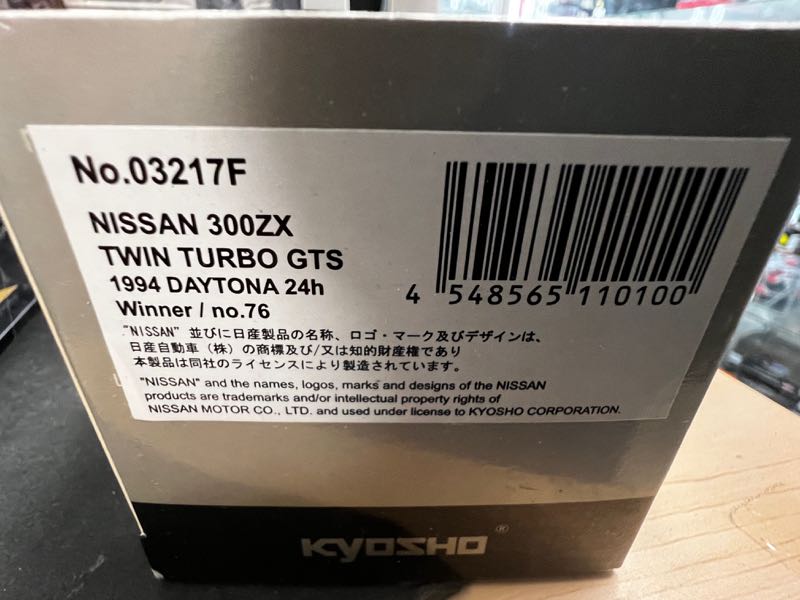 No.03217F
NISSAN 300ZX
TWIN TURBO GTS
1994 DAYTONA 24h
Winner / no.76
4 548565 110100
"NISSAN" 並びに日産製品の名称、ロゴ・マーク及びデザインは、
日産自動車（株）の商標及び/又は知的財産権であり
本製品は同社のライセンスにより製造されています。
"NISSAN" and the names, logos, marks and designs of the NISSAN
products are trademarks and/or intellectual property rights of
NISSAN MOTOR CO., LTD. and used under license to KYOSHO CORPORATION.
KYOSHO®